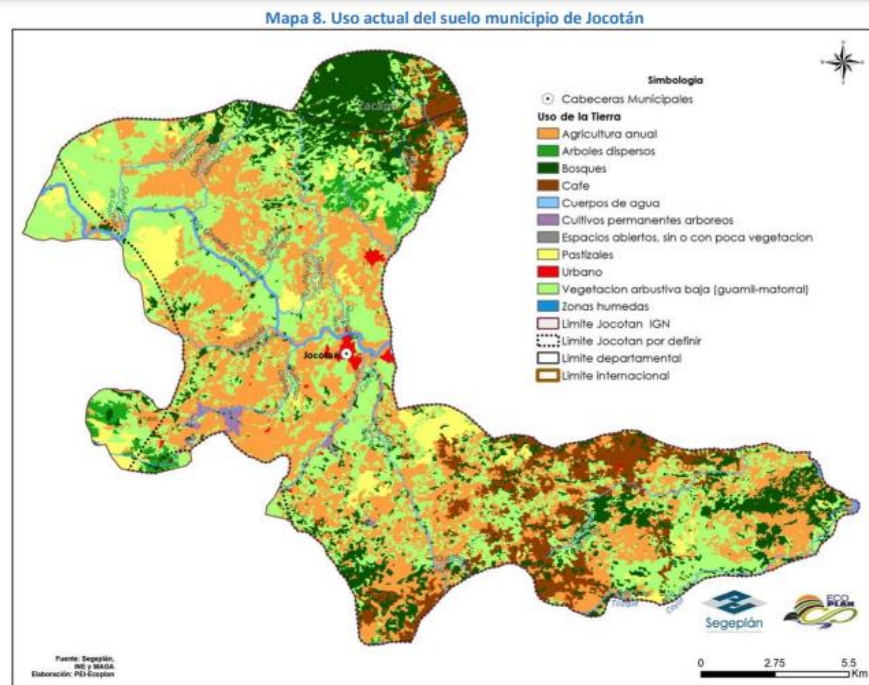 Mapa 8. Uso actual del suelo municipio de Jocotán
Simbologia
Cabeceras Municipales
Uso de la Tierra
Agricultura anual
Arboles dispersos
Bosques
Cafe
Cuerpos de agua
Cultivos permanentes arboreos
Espacios abiertos, sin o con poca vegetacion
Pastizales
Urbano
Vegetacion arbustiva baja (guamil-matorral)
Zonas humedas
Limite Jocotan IGN
Limite Jocotan por definir
Limite departamental
Limite internacional
Jocotan
Segeplán
ECO
PLAN
Fuente: Segeplán,
INE y MAGA
Elaboración: PEI-Ecoplan
0 2.75 5.5
Km